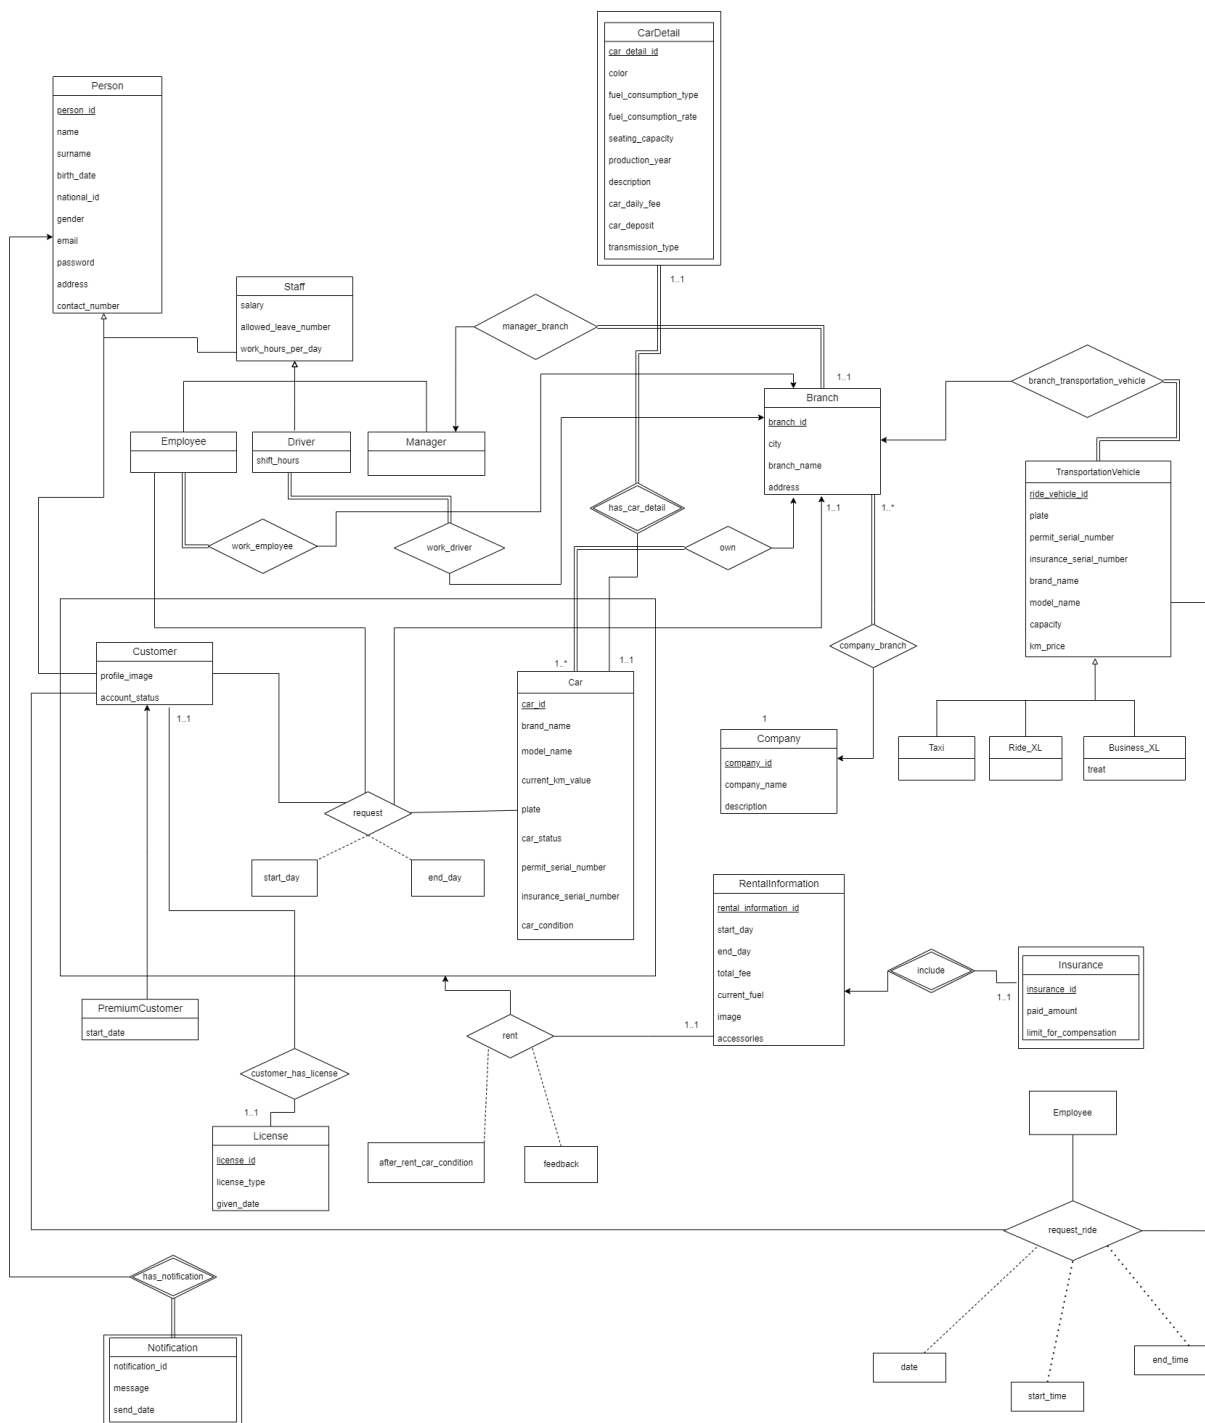 CarDetail
car_detail_id
color
fuel_consumption_type
fuel_consumption_rate
seating_capacity
production_year
description
car_daily_fee
car_deposit
transmission_type
1..1
Person
person_id
name
surname
birth_date
national_id
gender
email
password
address
contact_number
Staff
salary
allowed_leave_number
work_hours_per_day
manager_branch
1..1
branch_transportation_vehicle
Employee
Driver
shift_hours
Manager
Branch
branch_id
city
branch_name
address
1..1
1..*
TransportationVehicle
ride_vehicle_id
plate
permit_serial_number
insurance_serial_number
brand_name
model_name
capacity
km_price
has_car_detail
work_employee
work_driver
own
company_branch
Customer
profile_image
account_status
1..1
1..*
1..1
Car
car_id
brand_name
model_name
current_km_value
plate
car_status
permit_serial_number
insurance_serial_number
car_condition
1
Company
company_id
company_name
description
Taxi
Ride_XL
Business_XL
treat
request
start_day
end_day
RentalInformation
rental_information_id
start_day
end_day
total_fee
current_fuel
image
accessories
include
1..1
Insurance
insurance_id
paid_amount
limit_for_compensation
PremiumCustomer
start_date
rent
1..1
customer_has_license
1..1
License
license_id
license_type
given_date
after_rent_car_condition
feedback
Employee
request_ride
has_notification
Notification
notification_id
message
send_date
date
start_time
end_time